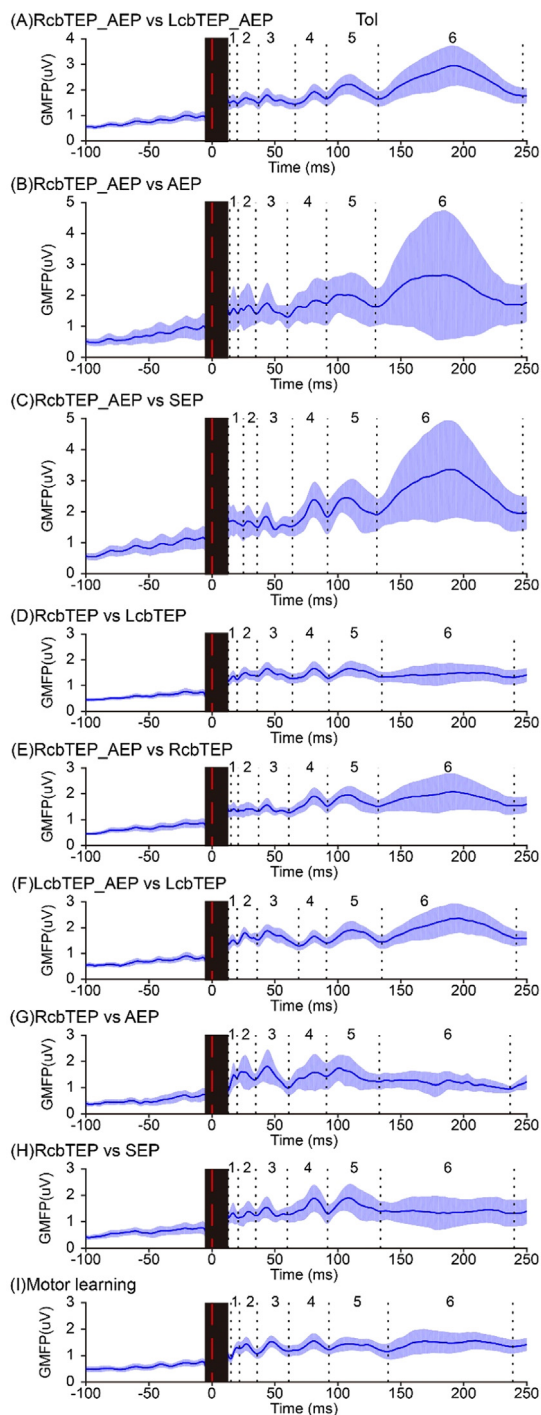 (A)RcbTEP_AEP vs LcbTEP_AEP ToI
1 2 3 4 5 6
GMFP(uV)
4
3
2
1
0
-100 -50 0 50 100 150 200 250
Time (ms)
(B)RcbTEP_AEP vs AEP
1 2 3 4 5 6
GMFP(uV)
5
4
3
2
1
0
-100 -50 0 50 100 150 200 250
Time (ms)
(C)RcbTEP_AEP vs SEP
1 2 3 4 5 6
GMFP(uV)
5
4
3
2
1
0
-100 -50 0 50 100 150 200 250
Time (ms)
(D)RcbTEP vs LcbTEP
1 2 3 4 5 6
GMFP(uV)
3
2
1
0
-100 -50 0 50 100 150 200 250
Time (ms)
(E)RcbTEP_AEP vs RcbTEP
1 2 3 4 5 6
GMFP(uV)
3
2
1
0
-100 -50 0 50 100 150 200 250
Time (ms)
(F)LcbTEP_AEP vs LcbTEP
1 2 3 4 5 6
GMFP(uV)
3
2
1
0
-100 -50 0 50 100 150 200 250
Time (ms)
(G)RcbTEP vs AEP
1 2 3 4 5 6
GMFP(uV)
3
2
1
0
-100 -50 0 50 100 150 200 250
Time (ms)
(H)RcbTEP vs SEP
1 2 3 4 5 6
GMFP(uV)
3
2
1
0
-100 -50 0 50 100 150 200 250
Time (ms)
(I)Motor learning
1 2 3 4 5 6
GMFP(uV)
3
2
1
0
-100 -50 0 50 100 150 200 250
Time (ms)